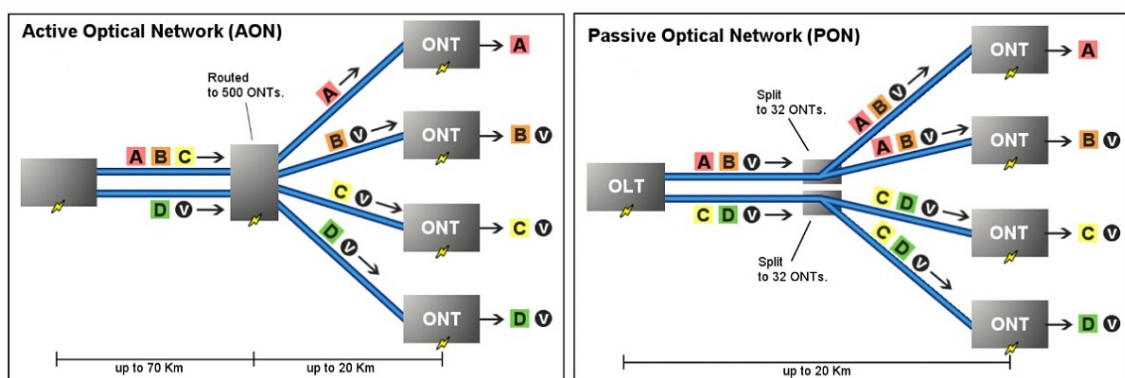 Active Optical Network (AON)
Routed
to 500 ONTs.
A B C
D V
A
B V
C V
D V
ONT
A
ONT
B V
ONT
C V
ONT
D V
up to 70 Km
up to 20 Km
Passive Optical Network (PON)
Split
to 32 ONTs.
OLT
A B V
C D V
A B V
A B V
C D V
C D V
Split
to 32 ONTs.
ONT
A
ONT
B V
ONT
C V
ONT
D V
up to 20 Km